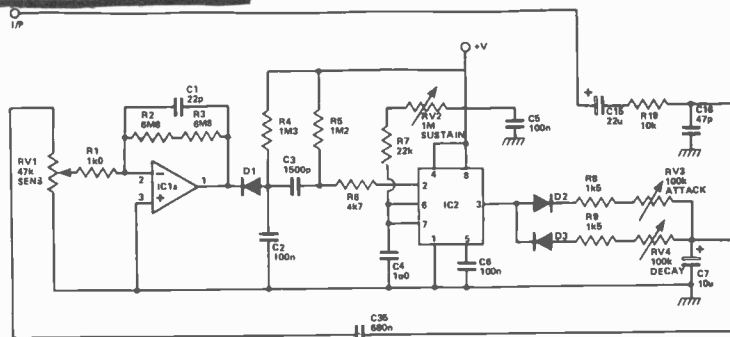 I/P
+V
C1
22p
R2
6M8
R3
6M8
RV1
47k
SENS
R1
1k0
2
3
IC1a
1
D1
R4
1M3
R5
1M2
C3
1500p
R6
4k7
C2
100n
R7
22k
RV2
1M
SUSTAIN
C5
100n
4
8
2
6
7
IC2
3
1
5
C4
1u0
C6
100n
D2
R8
1k5
RV3
100k
ATTACK
D3
R9
1k5
RV4
100k
DECAY
C7
10u
C15
22u
R19
10k
C16
47p
C35
680n